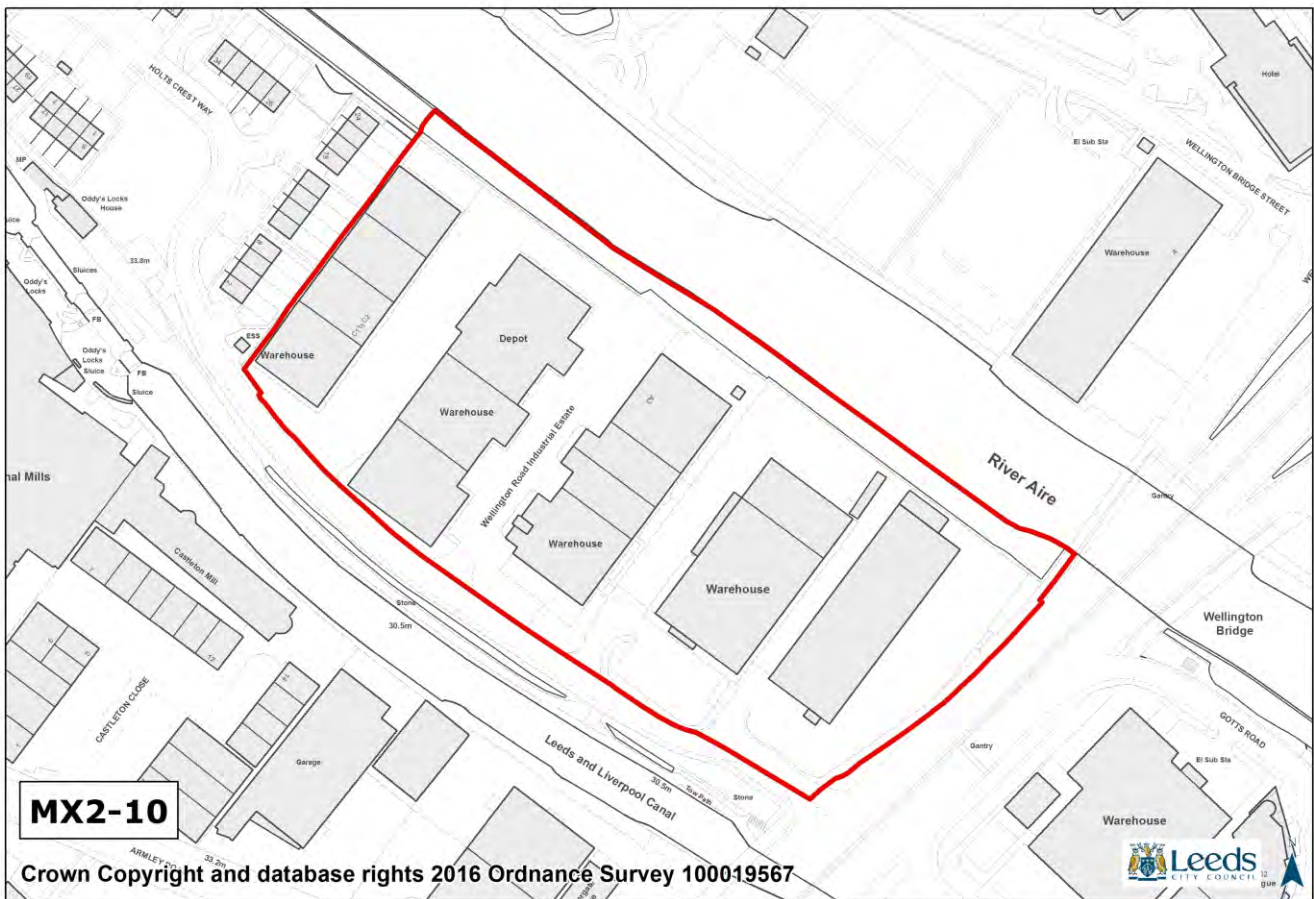 HOLTS CREST WAY
Hotel
El Sub Sta
WELLINGTON BRIDGE STREET
MP
Oddy's Locks
House
Sluices
33.8m
Oddy's
Locks
FB
Oddy's
Locks
Sluice
FB
Sluice
ESS
Warehouse
Depot
Warehouse
Wellington Road Industrial Estate
Warehouse
Warehouse
Warehouse
River Aire
Gantry
Wellington
Bridge
nal Mills
Castleton Mill
Stone
30.5m
CASTLETON CLOSE
Garage
Leeds and Liverpool Canal
30.5m
Tow Path
Stone
Gantry
GOTTS ROAD
El Sub Sta
Warehouse
MX2-10
ARMLEY
33.2m
Crown Copyright and database rights 2016 Ordnance Survey 100019567
Leeds
CITY COUNCIL
gue